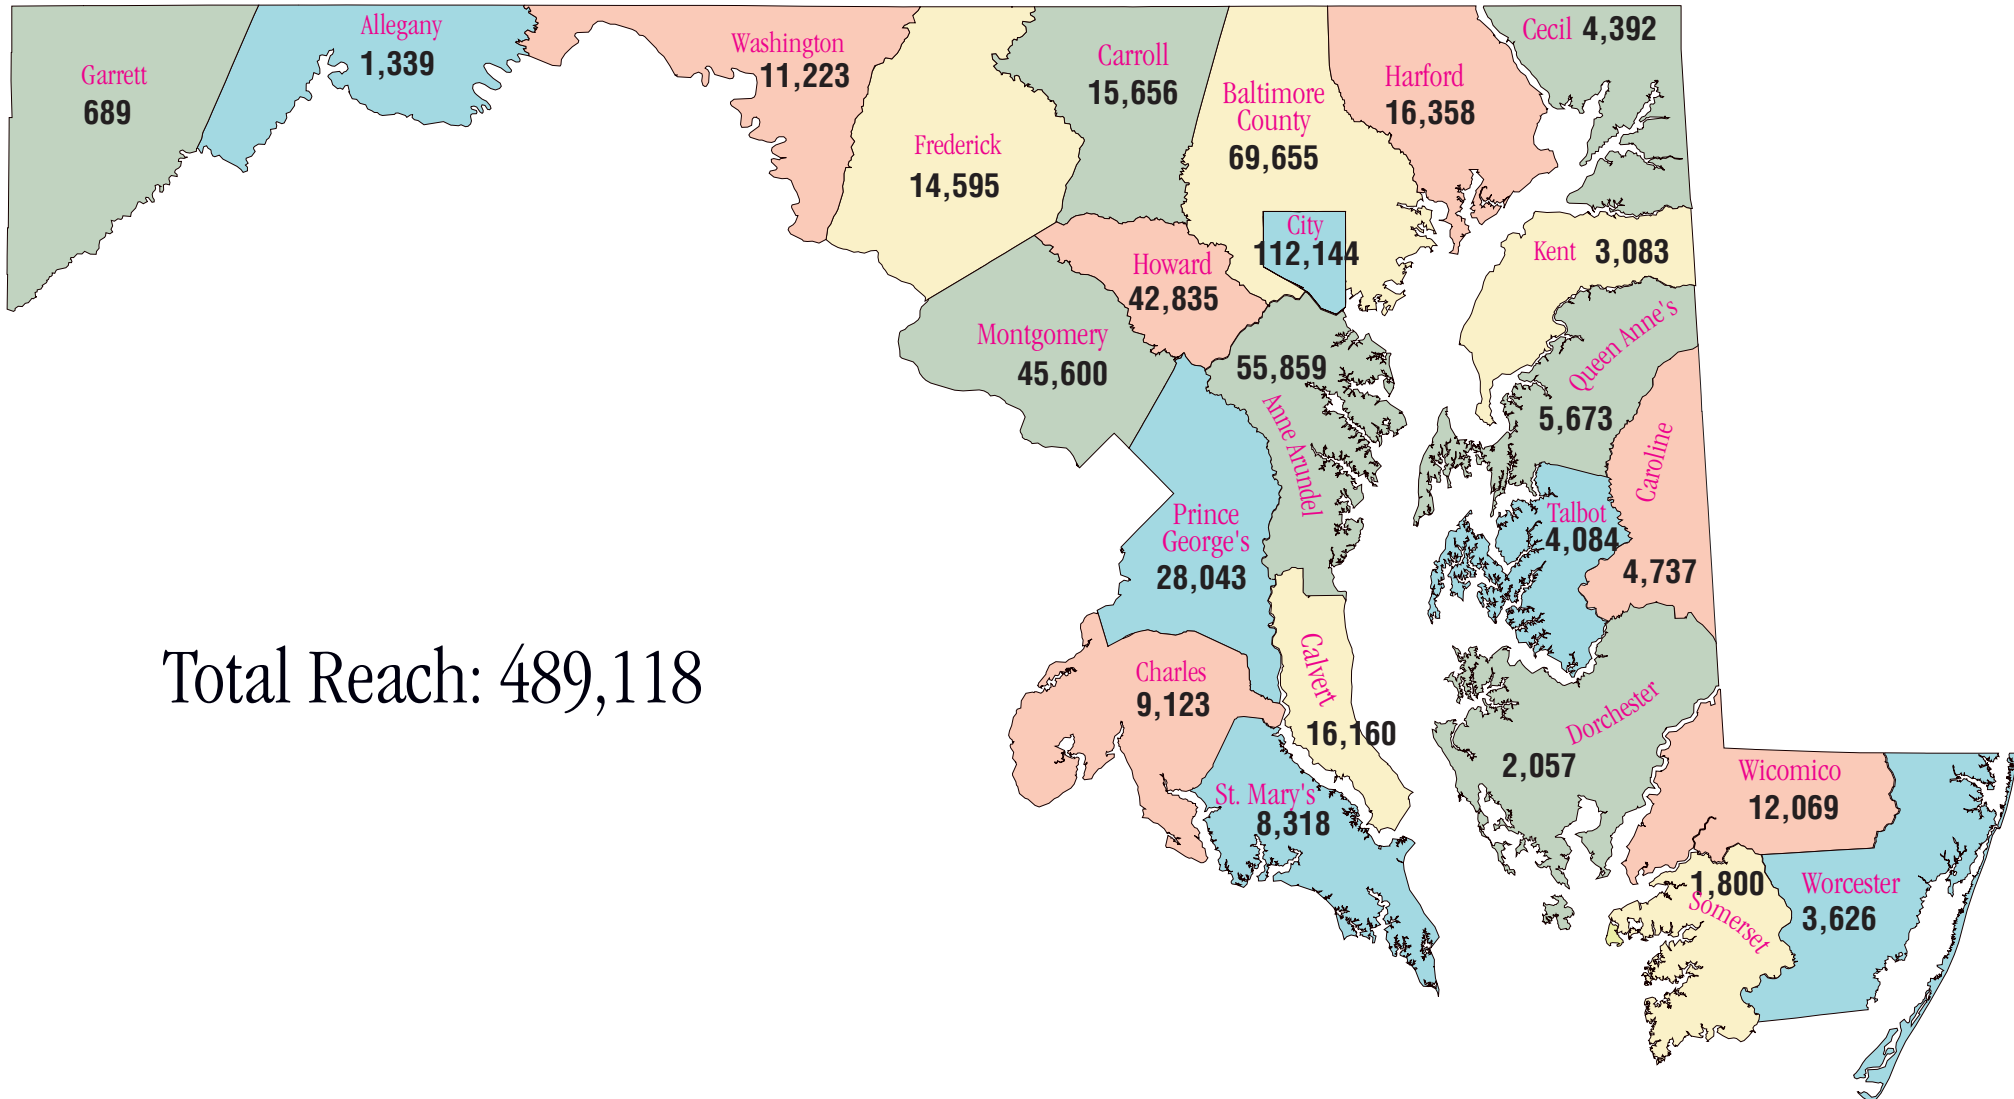 Garrett
689
Allegany
1,339
Washington
11,223
Frederick
14,595
Carroll
15,656
Baltimore
County
69,655
City
112,144
Harford
16,358
Cecil 4,392
Kent 3,083
Howard
42,835
Montgomery
45,600
55,859
Anne Arundel
Queen Anne's
5,673
Caroline
4,737
Talbot
4,084
Prince
George's
28,043
Total Reach: 489,118
Charles
9,123
Calvert
16,160
St. Mary's
8,318
Dorchester
2,057
Wicomico
12,069
1,800
Somerset
Worcester
3,626